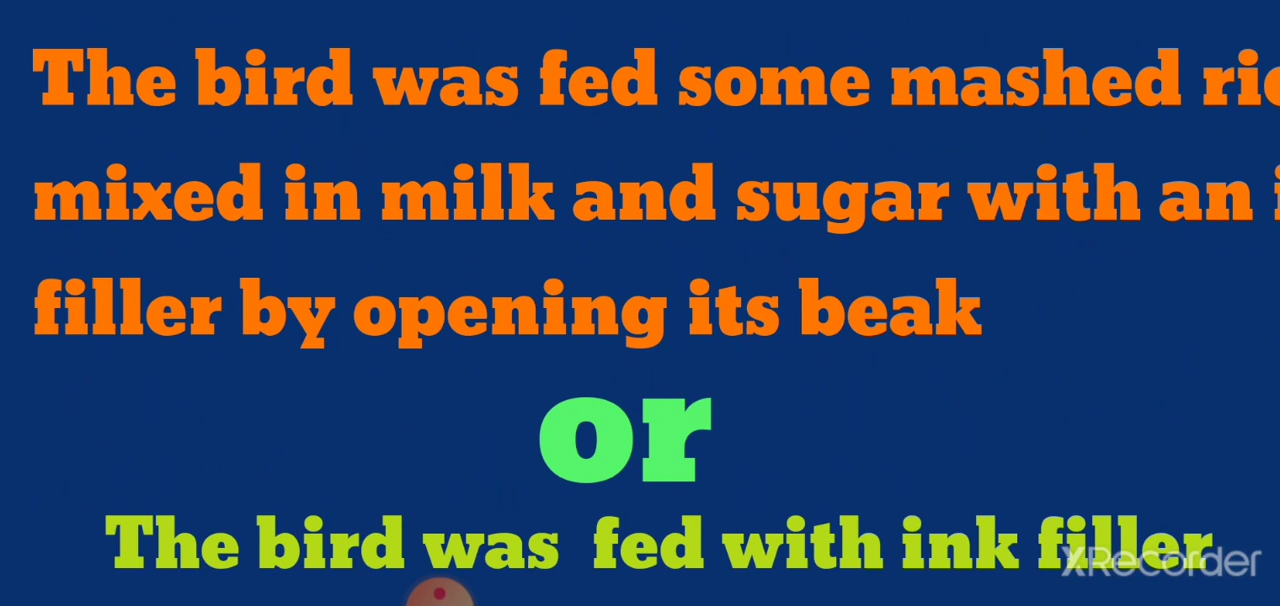 The bird was fed some mashed
mixed in milk and sugar with an
filler by opening its beak
or
The bird was fed with ink filler
XRecorder